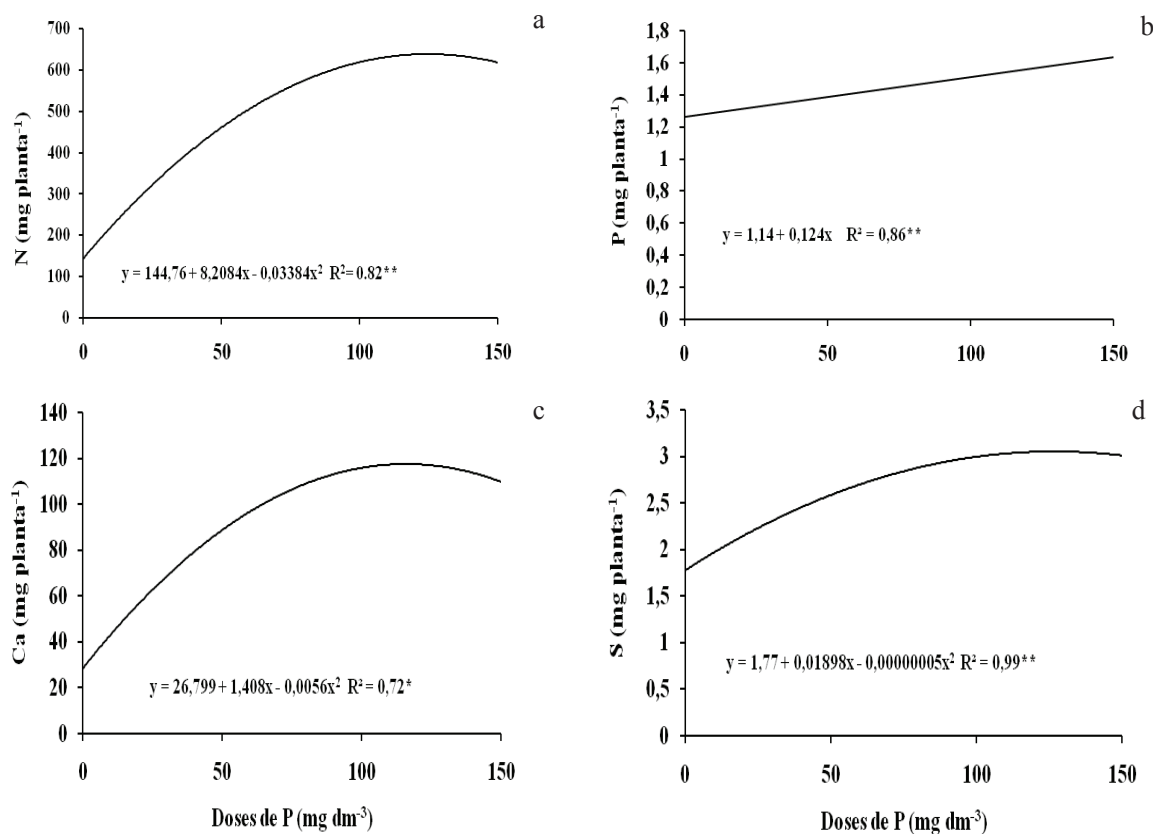 a
N (mg planta⁻¹)
700
600
500
400
300
200
100
0
y = 144,76 + 8,2084x - 0,03384x² R² = 0.82**
0 50 100 150
b
P (mg planta⁻¹)
1,8
1,6
1,4
1,2
1
0,8
0,6
0,4
0,2
0
y = 1,14 + 0,124x R² = 0,86**
0 50 100 150
c
Ca (mg planta⁻¹)
140
120
100
80
60
40
20
0
y = 26,799 + 1,408x - 0,0056x² R² = 0,72*
0 50 100 150
Doses de P (mg dm⁻³)
d
S (mg planta⁻¹)
3,5
3
2,5
2
1,5
1
0,5
0
y = 1,77 + 0,01898x - 0,00000005x² R² = 0,99**
0 50 100 150
Doses de P (mg dm⁻³)